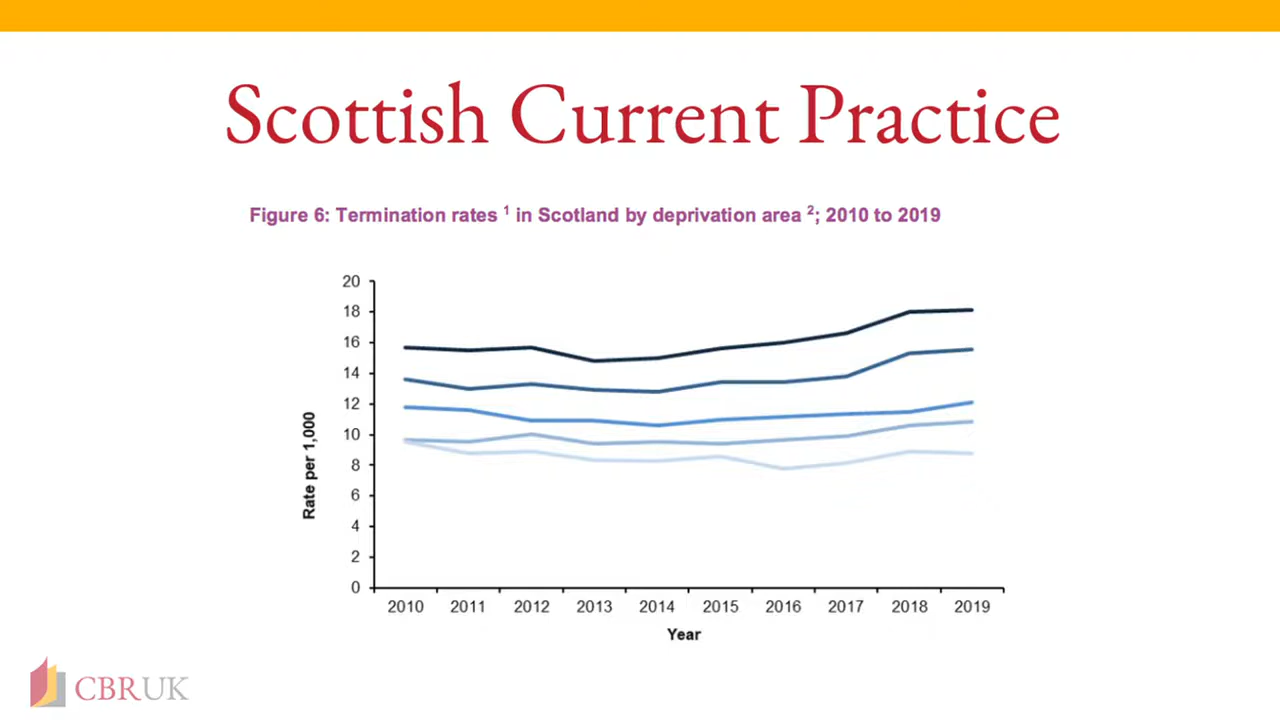 Scottish Current Practice
Figure 6: Termination rates 1 in Scotland by deprivation area 2; 2010 to 2019
20
18
16
14
12
10
8
6
4
2
0
Rate per 1,000
2010 2011 2012 2013 2014 2015 2016 2017 2018 2019
Year
CBRUK